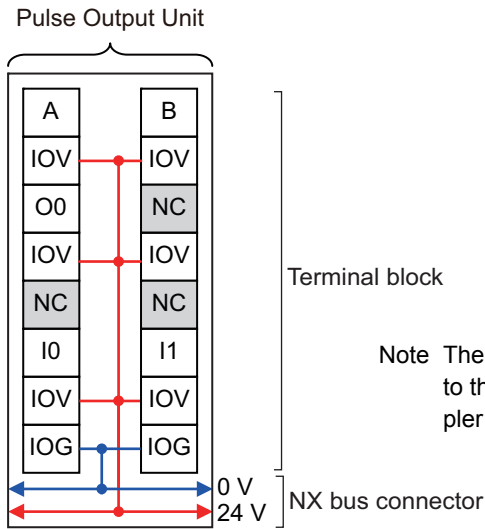 Pulse Output Unit
A B
IOV IOV
O0 NC
IOV IOV
NC NC
I0 I1
IOV IOV
IOG IOG
Terminal block
Note The
to th
pler
0 V
24 V
NX bus connector